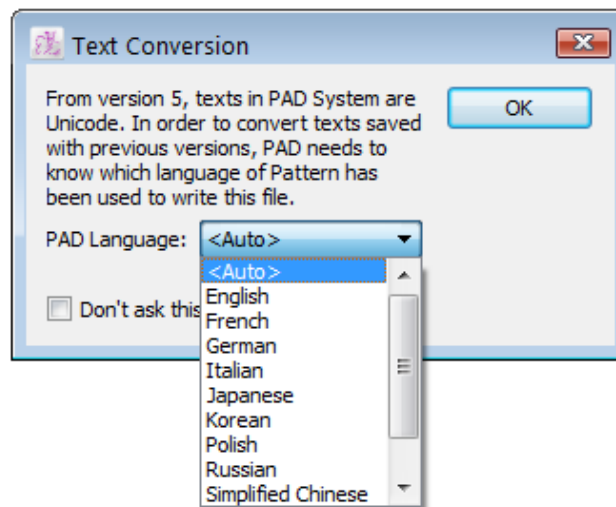 Text Conversion
From version 5, texts in PAD System are
Unicode. In order to convert texts saved
with previous versions, PAD needs to
know which language of Pattern has
been used to write this file.
OK
PAD Language: <Auto>
<Auto>
English
French
German
Italian
Japanese
Korean
Polish
Russian
Simplified Chinese
Don't ask this